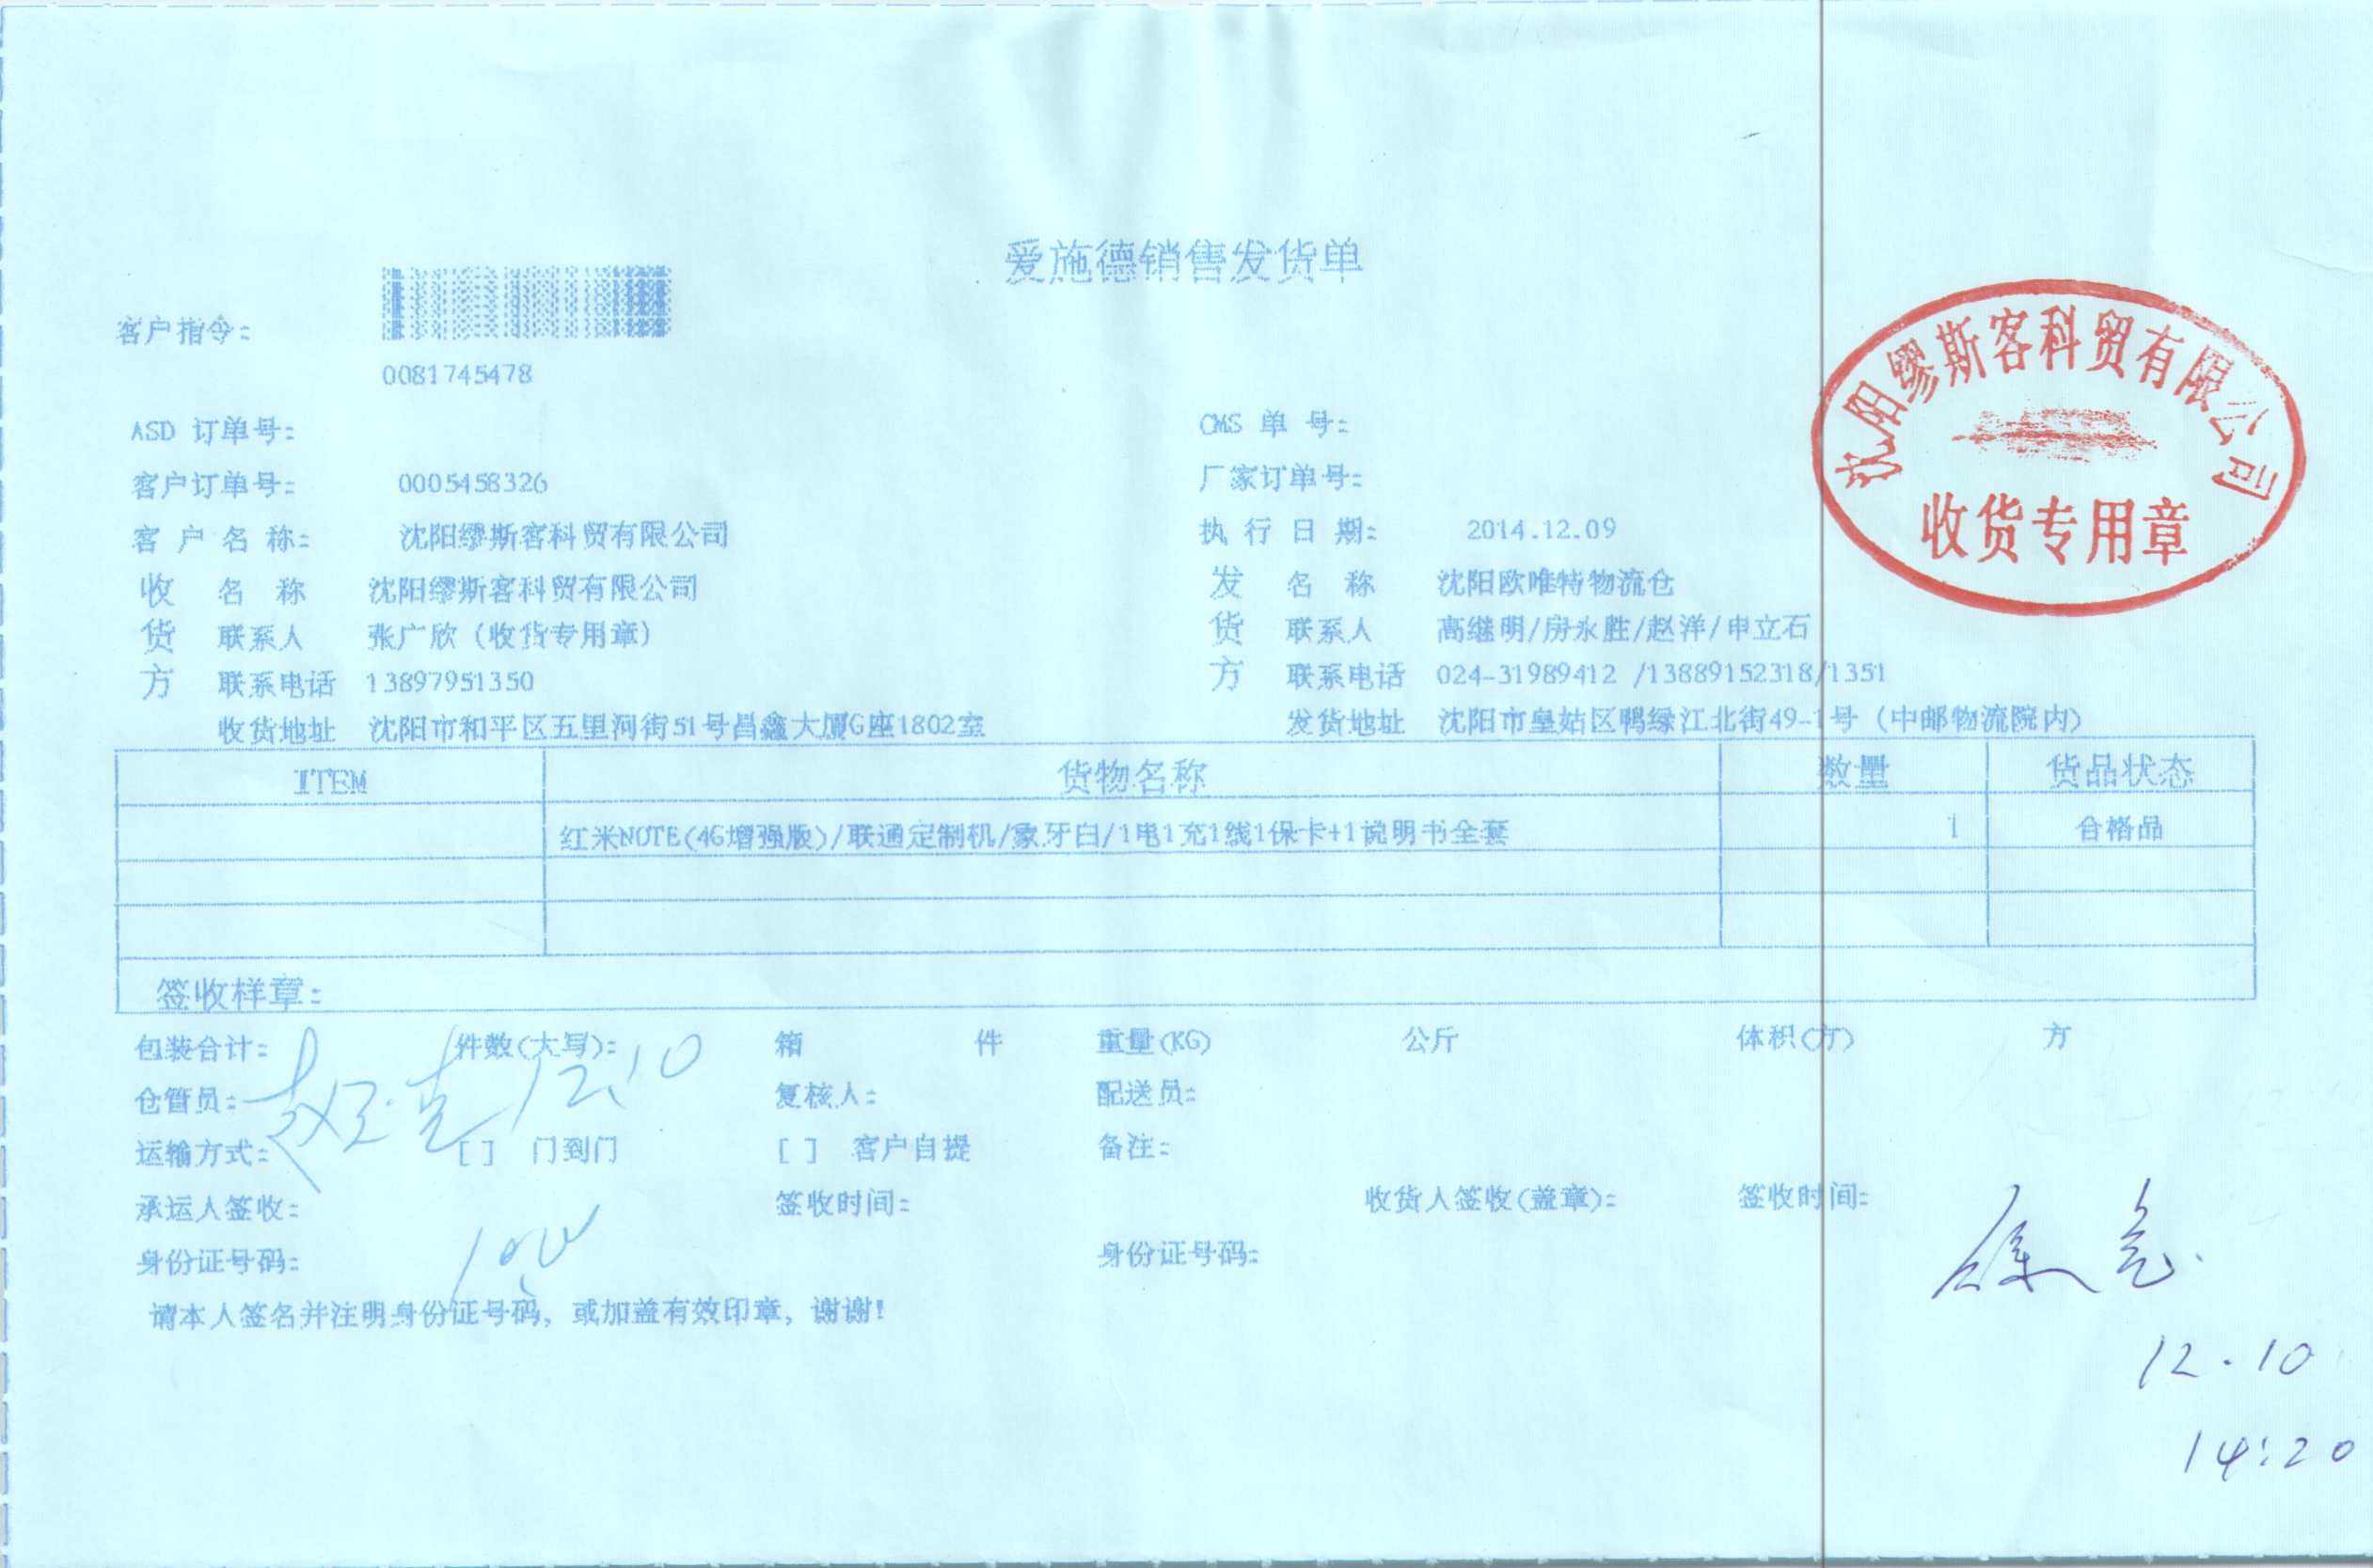 爱施德销售发货单
客户指令:
0081745478
ASD 订单号: CMS 单 号:
客户订单号: 0005458326 厂家订单号:
客 户 名 称: 沈阳缪斯客科贸有限公司 执 行 日 期: 2014.12.09
收 名 称 沈阳缪斯客科贸有限公司 发 名 称 沈阳欧唯特物流仓
货 联系人 张广欣（收货专用章） 货 联系人 高继明/房永胜/赵洋/申立石
方 联系电话 13897951350 方 联系电话 024-31989412 /13889152318/1351
收货地址 沈阳市和平区五里河街51号昌鑫大厦G座1802室 发货地址 沈阳市皇姑区鸭绿江北街49-1号（中邮物流院内）
沈阳缪斯客科贸有限公司
收货专用章
ITEM 货物名称 数量 货品状态
红米NOTE(4G增强版)/联通定制机/象牙白/1电1充1线1保卡+1说明书全套 1 合格品
签收样章:
包装合计: 件数(大写): 箱 件 重量(KG) 公斤 体积(方) 方
12.10
仓管员: 复核人: 配送员:
运输方式: [ ] 门到门 [ ] 客户自提 备注:
承运人签收: 签收时间: 收货人签收(盖章): 签收时间:
身份证号码: 身份证号码:
请本人签名并注明身份证号码, 或加盖有效印章, 谢谢!
12.10
14:20